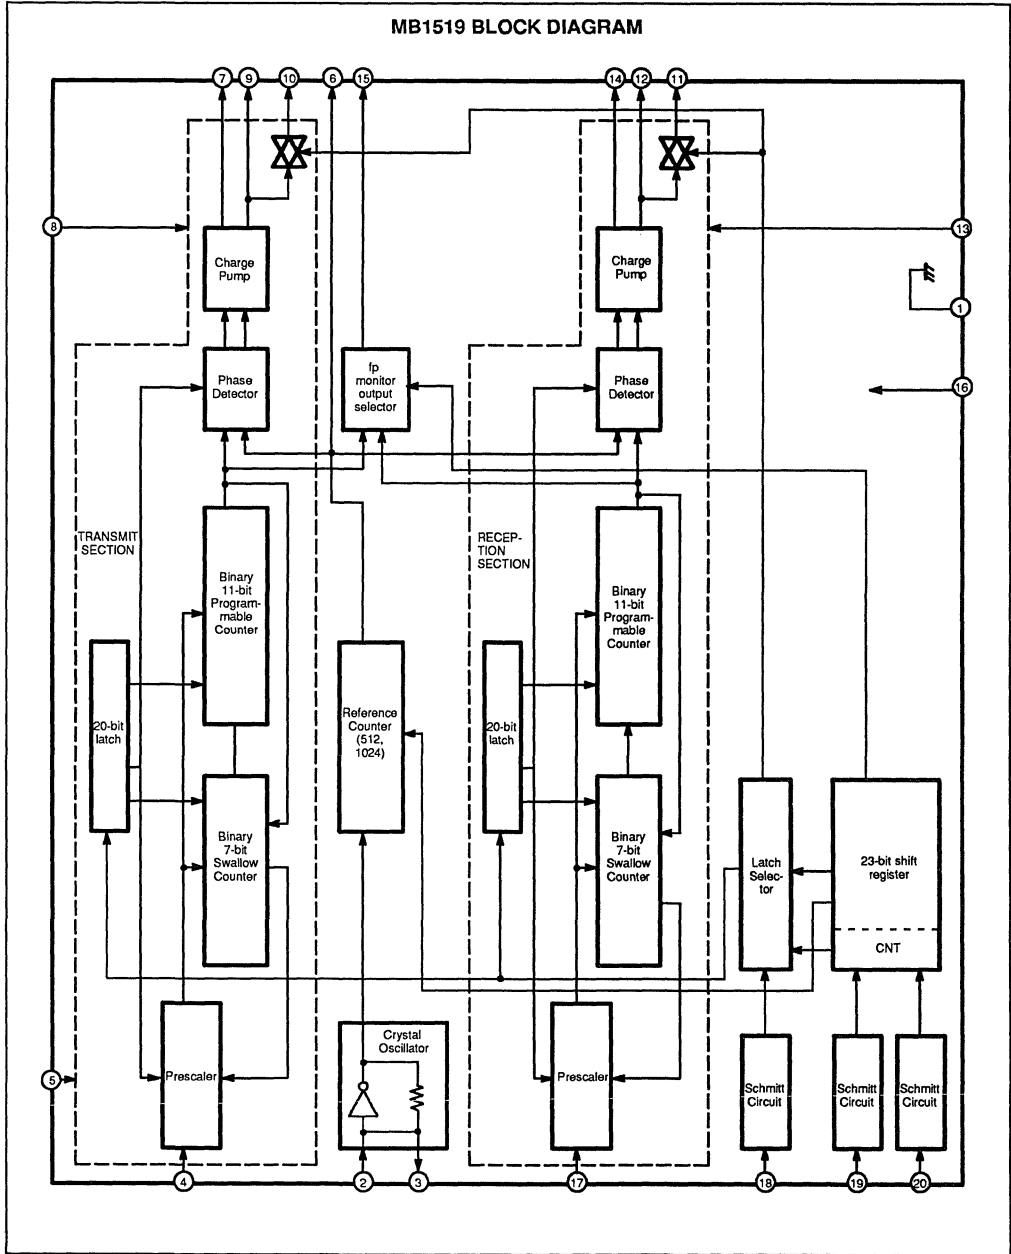 MB1519 BLOCK DIAGRAM
7
9
10
6
15
14
12
11
8
13
1
16
Charge
Pump
Charge
Pump
Phase
Detector
fp
monitor
output
selector
Phase
Detector
TRANSMIT
SECTION
RECEP-
TION
SECTION
Binary
11-bit
Program-
mable
Counter
Binary
11-bit
Program-
mable
Counter
20-bit
latch
Reference
Counter
(512,
1024)
20-bit
latch
Binary
7-bit
Swallow
Counter
Binary
7-bit
Swallow
Counter
Latch
Selec-
tor
23-bit shift
register
CNT
Crystal
Oscillator
5
Prescaler
Prescaler
Schmitt
Circuit
Schmitt
Circuit
Schmitt
Circuit
4
2
3
17
18
19
20